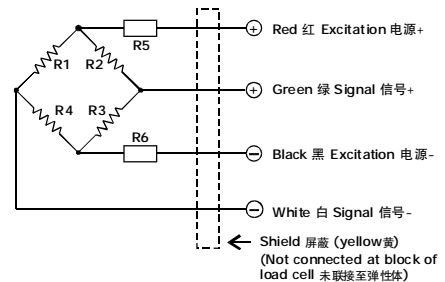 R5
Red 红 Excitation 电源+
R1
R2
Green 绿 Signal 信号+
R4
R3
R6
Black 黑 Excitation 电源-
White 白 Signal 信号-
Shield 屏蔽 (yellow黄)
(Not connected at block of
load cell 未联接至弹性体)